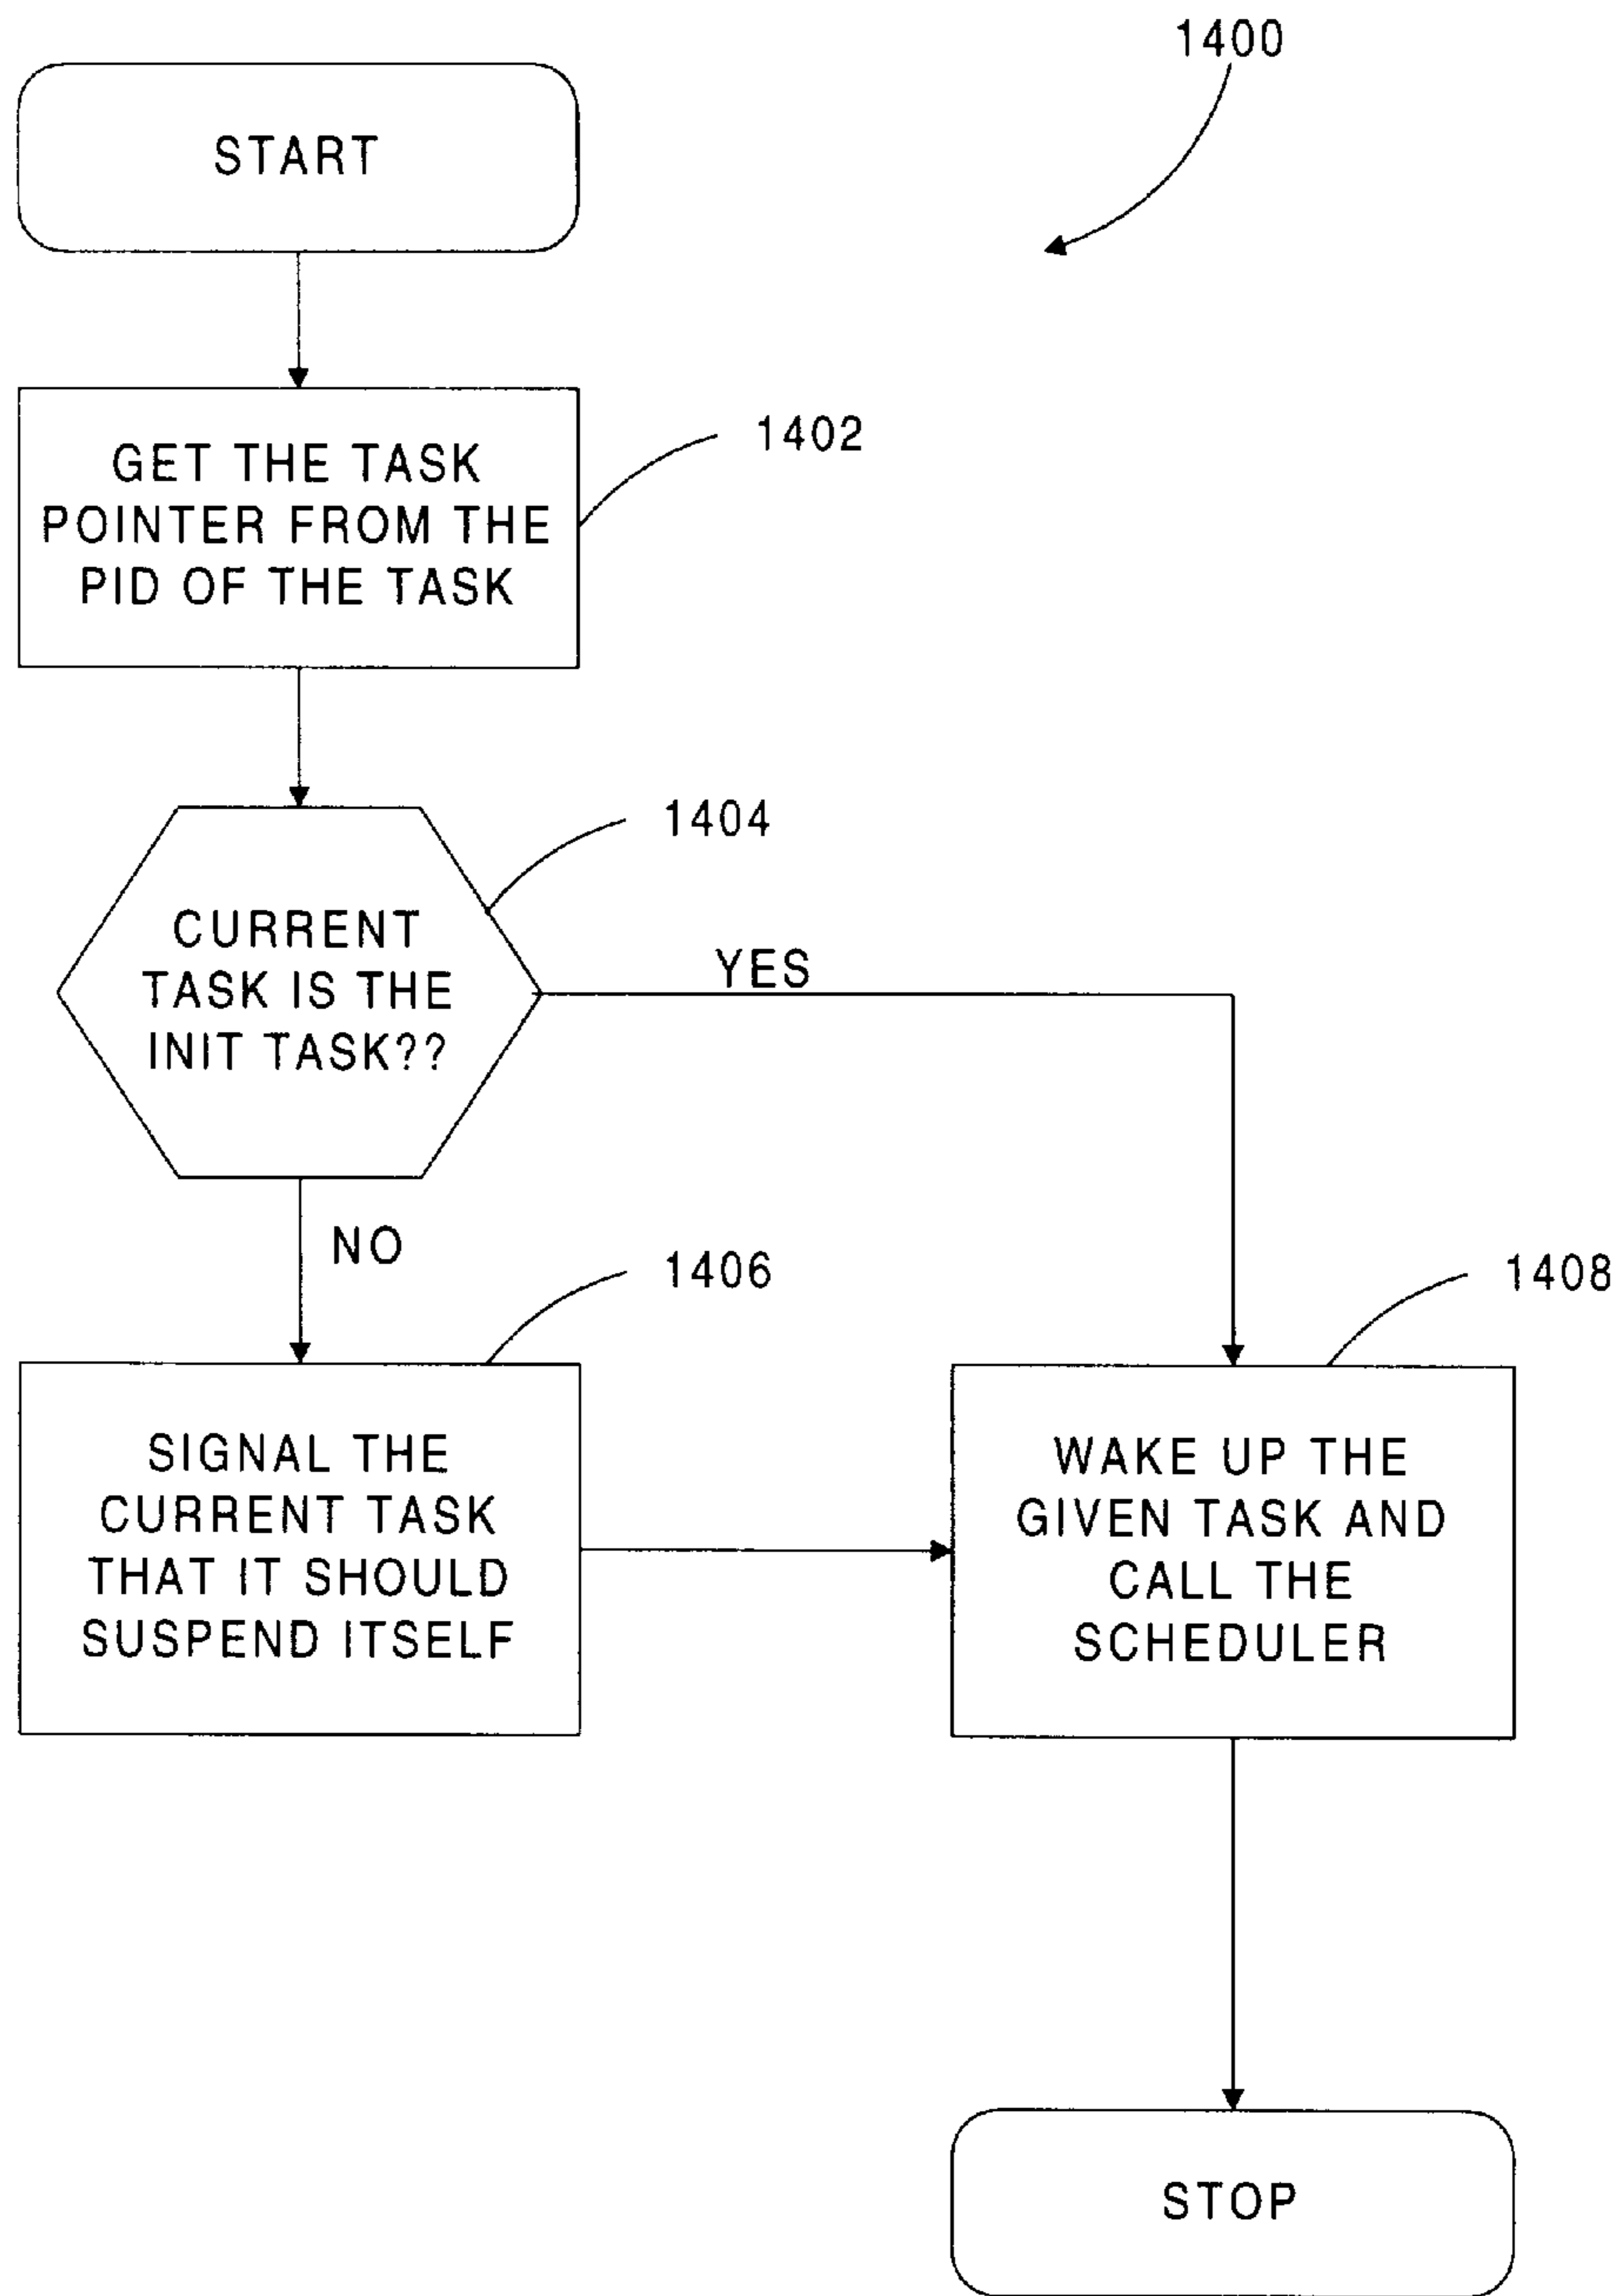 1400
START
1402
GET THE TASK
POINTER FROM THE
PID OF THE TASK
1404
CURRENT
TASK IS THE
INIT TASK??
YES
NO
1406
1408
SIGNAL THE
CURRENT TASK
THAT IT SHOULD
SUSPEND ITSELF
WAKE UP THE
GIVEN TASK AND
CALL THE
SCHEDULER
STOP